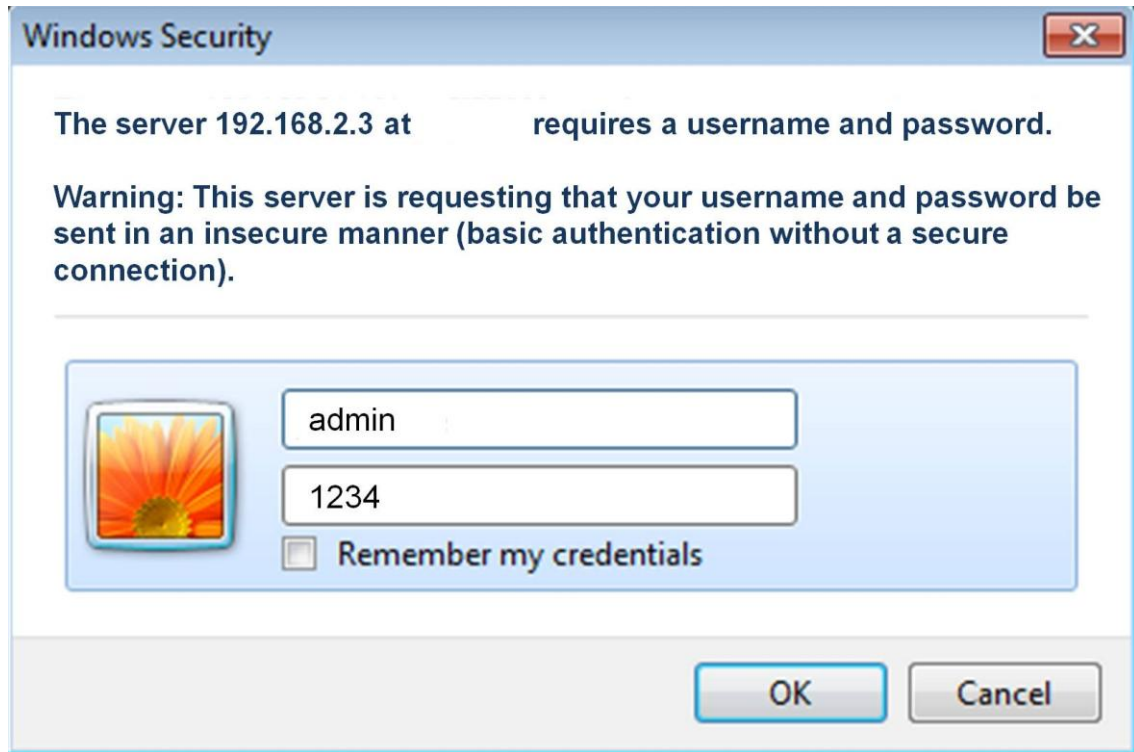 Windows Security
The server 192.168.2.3 at requires a username and password.
Warning: This server is requesting that your username and password be
sent in an insecure manner (basic authentication without a secure
connection).
admin
1234
Remember my credentials
OK Cancel